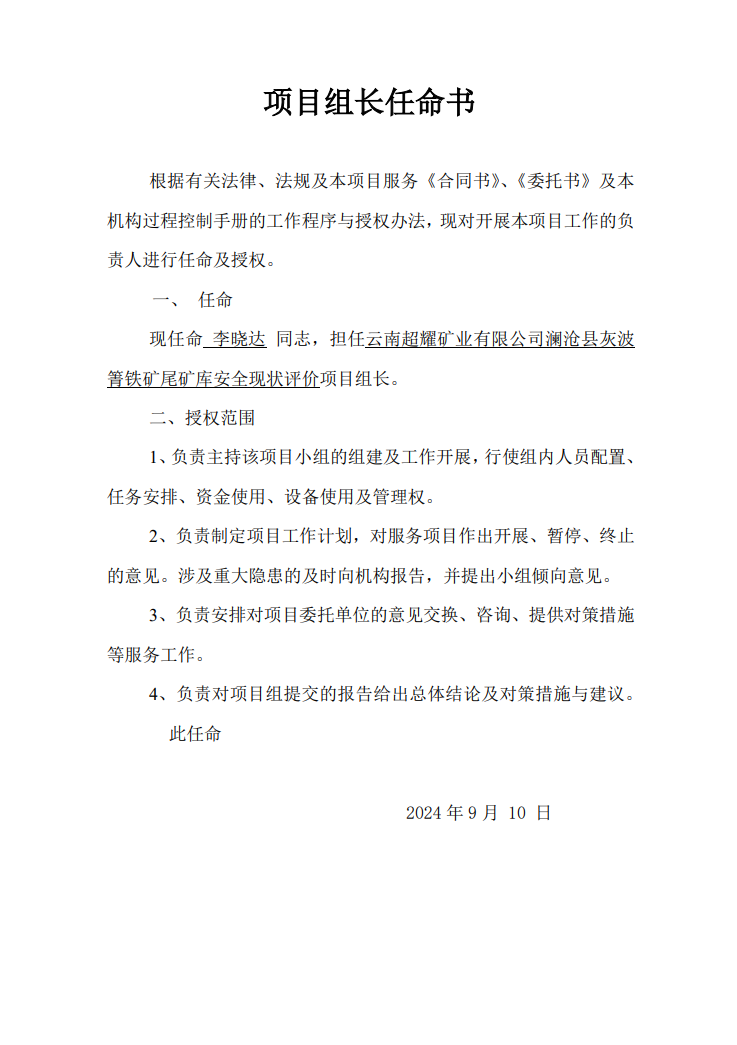 项目组长任命书
根据有关法律、法规及本项目服务《合同书》、《委托书》及本
机构过程控制手册的工作程序与授权办法，现对开展本项目工作的负
责人进行任命及授权。
一、 任命
现任命 李晓达 同志，担任云南超耀矿业有限公司澜沧县灰波
箐铁矿尾矿库安全现状评价项目组长。
二、授权范围
1、负责主持该项目小组的组建及工作开展，行使组内人员配置、
任务安排、资金使用、设备使用及管理权。
2、负责制定项目工作计划，对服务项目作出开展、暂停、终止
的意见。涉及重大隐患的及时向机构报告，并提出小组倾向意见。
3、负责安排对项目委托单位的意见交换、咨询、提供对策措施
等服务工作。
4、负责对项目组提交的报告给出总体结论及对策措施与建议。
此任命
2024 年 9 月 10 日